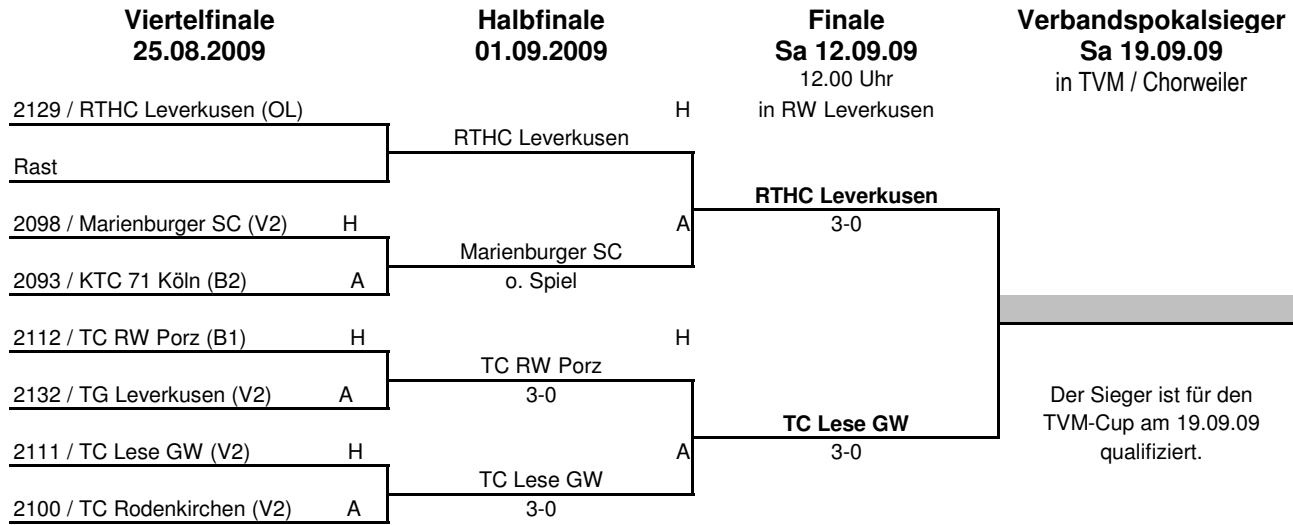 Viertelfinale
25.08.2009
Halbfinale
01.09.2009
Finale
Sa 12.09.09
12.00 Uhr
in RW Leverkusen
Verbandspokalsieger
Sa 19.09.09
in TVM / Chorweiler
2129 / RTHC Leverkusen (OL)
H
RTHC Leverkusen
Rast
RTHC Leverkusen
3-0
2098 / Marienburger SC (V2) H
A
Marienburger SC
o. Spiel
2093 / KTC 71 Köln (B2) A
2112 / TC RW Porz (B1) H
H
TC RW Porz
3-0
2132 / TG Leverkusen (V2) A
TC Lese GW
3-0
2111 / TC Lese GW (V2) H
A
TC Lese GW
3-0
2100 / TC Rodenkirchen (V2) A
Der Sieger ist für den
TVM-Cup am 19.09.09
qualifiziert.